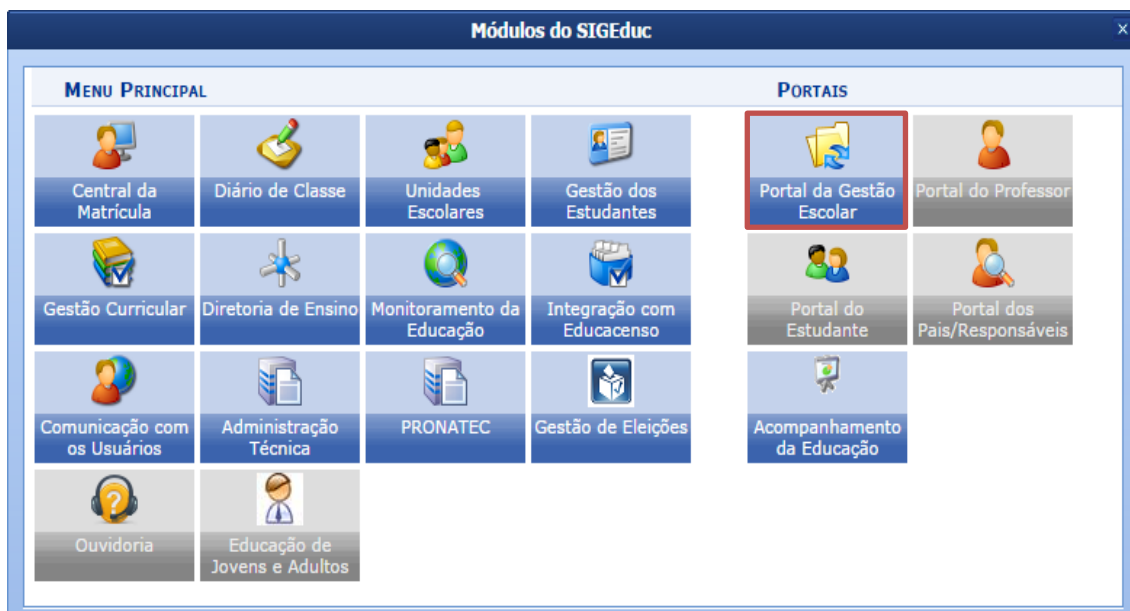 Módulos do SIGEduc
x
MENU PRINCIPAL
PORTAIS
Central da
Matrícula
Diário de Classe
Unidades
Escolares
Gestão dos
Estudantes
Portal da Gestão
Escolar
Portal do Professor
Gestão Curricular
Diretoria de Ensino
Monitoramento da
Educação
Integração com
Educacenso
Portal do
Estudante
Portal dos
Pais/Responsáveis
Comunicação com
os Usuários
Administração
Técnica
PRONATEC
Gestão de Eleições
Acompanhamento
da Educação
Ouvidoria
Educação de
Jovens e Adultos